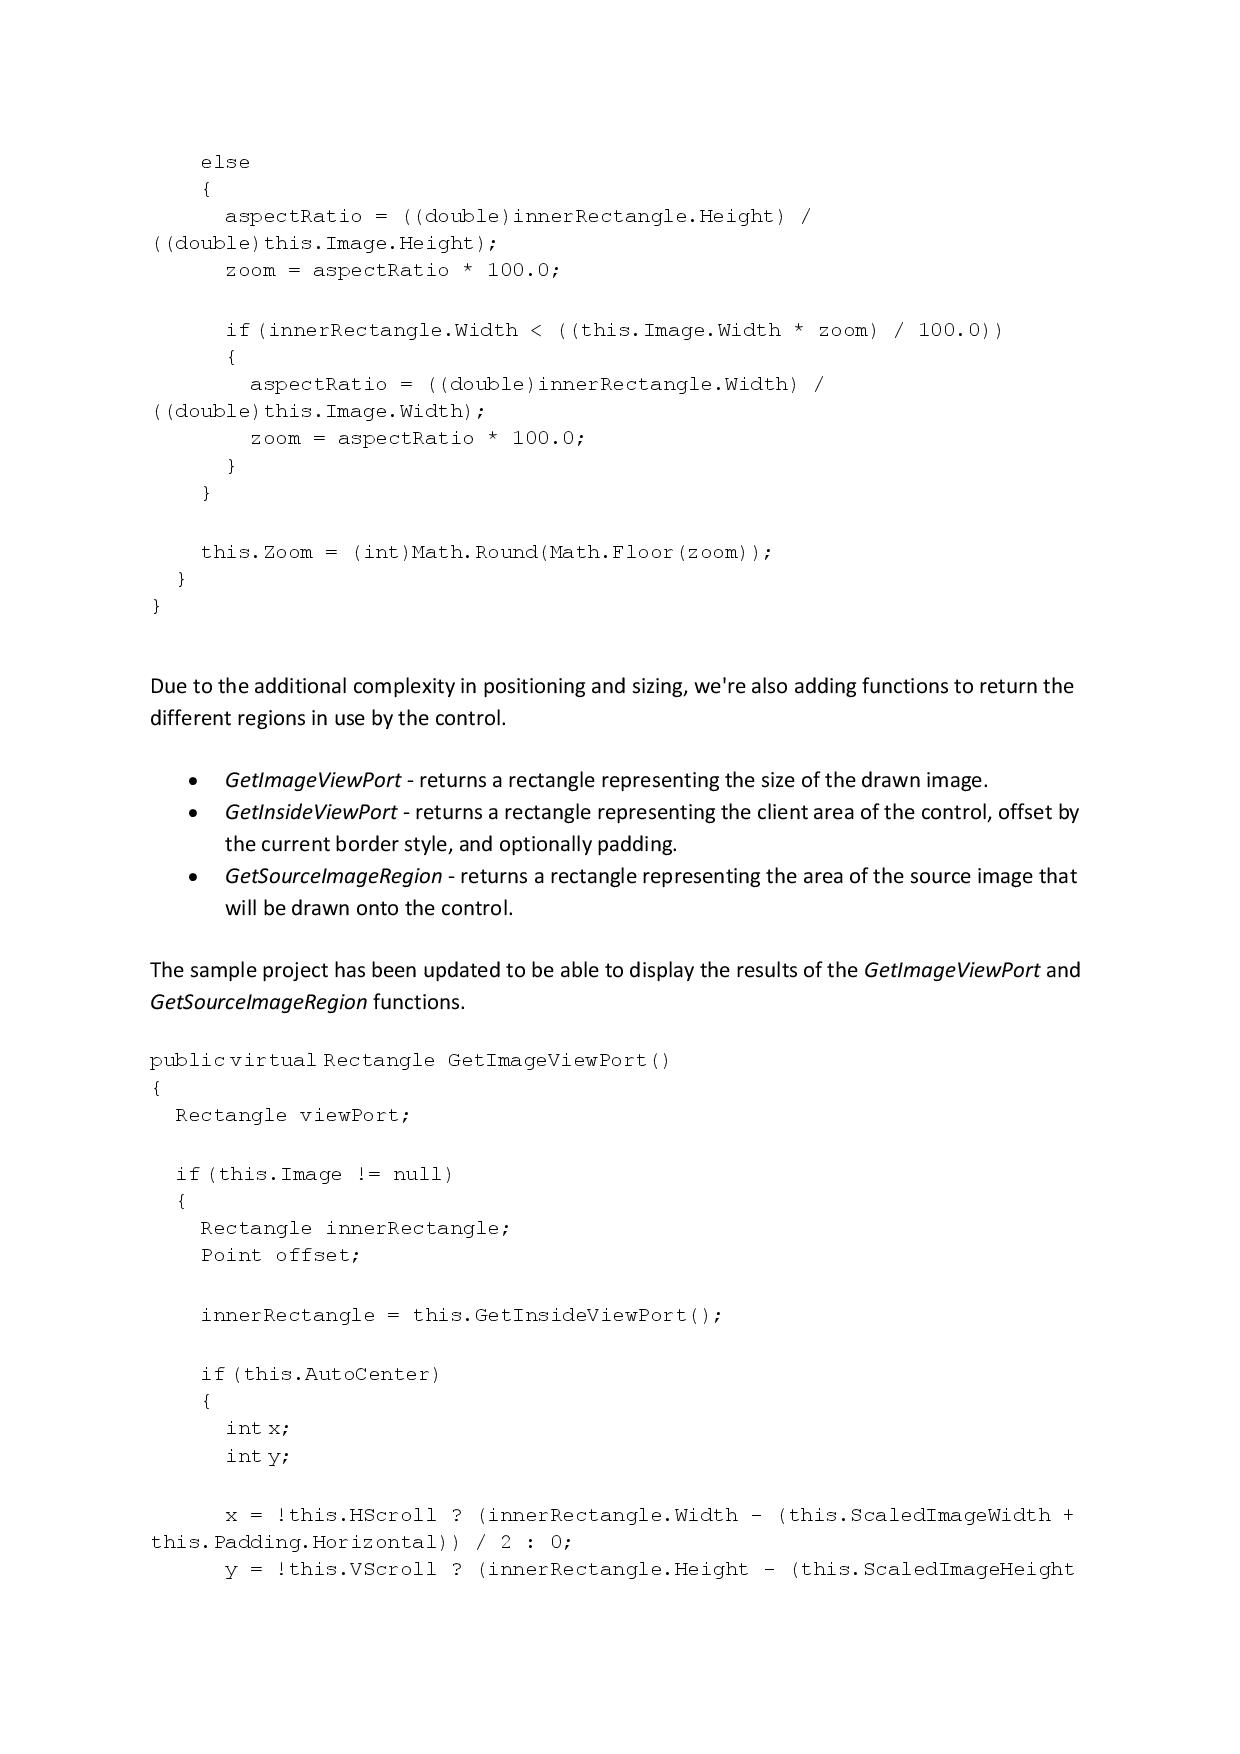 else
{
aspectRatio = ((double)innerRectangle.Height) /
((double)this.Image.Height);
zoom = aspectRatio * 100.0;
if (innerRectangle.Width < ((this.Image.Width * zoom) / 100.0))
{
aspectRatio = ((double)innerRectangle.Width) /
((double)this.Image.Width);
zoom = aspectRatio * 100.0;
}
}
this.Zoom = (int)Math.Round(Math.Floor(zoom));
}
}
Due to the additional complexity in positioning and sizing, we're also adding functions to return the
different regions in use by the control.
• GetImageViewPort - returns a rectangle representing the size of the drawn image.
• GetInsideViewPort - returns a rectangle representing the client area of the control, offset by
the current border style, and optionally padding.
• GetSourceImageRegion - returns a rectangle representing the area of the source image that
will be drawn onto the control.
The sample project has been updated to be able to display the results of the GetImageViewPort and
GetSourceImageRegion functions.
public virtual Rectangle GetImageViewPort()
{
Rectangle viewPort;
if (this.Image != null)
{
Rectangle innerRectangle;
Point offset;
innerRectangle = this.GetInsideViewPort();
if (this.AutoCenter)
{
int x;
int y;
x = !this.HScroll ? (innerRectangle.Width - (this.ScaledImageWidth +
this.Padding.Horizontal)) / 2 : 0;
y = !this.VScroll ? (innerRectangle.Height - (this.ScaledImageHeight